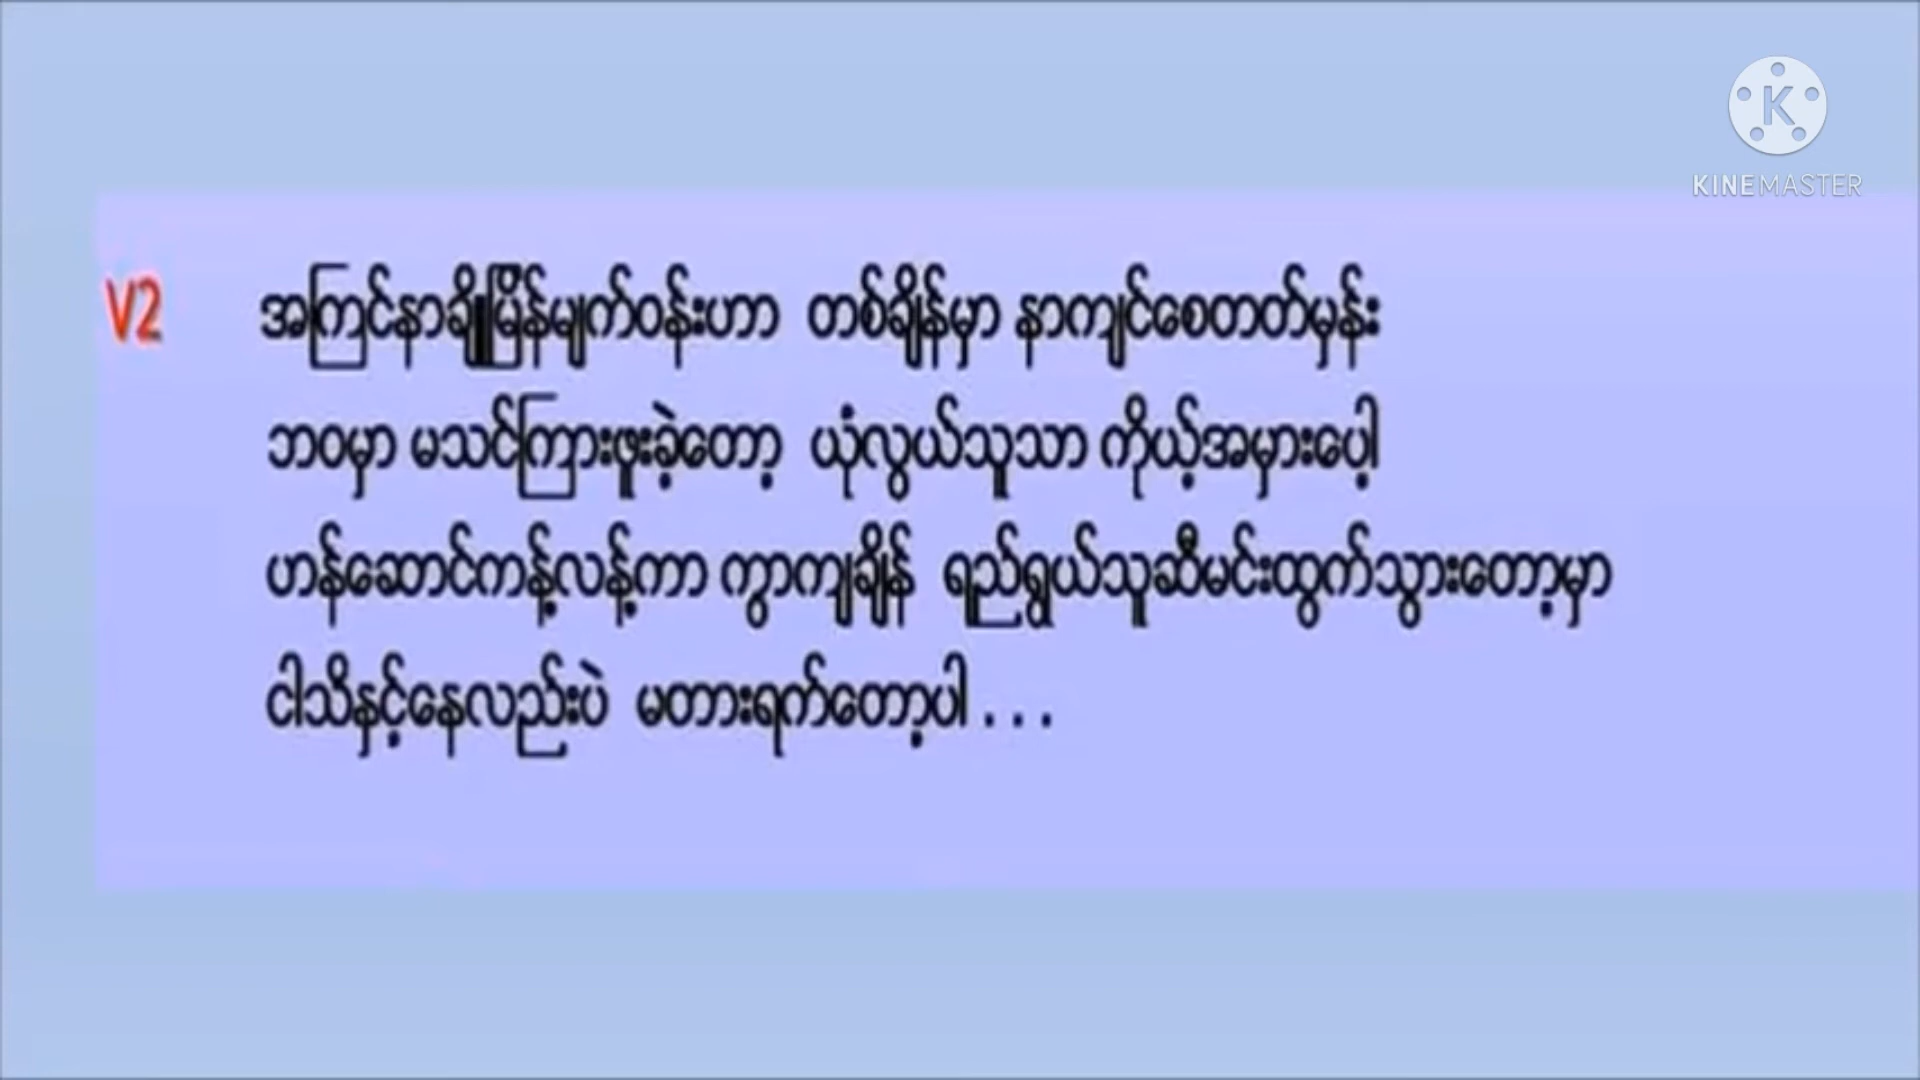 KINEMASTER
V2 အကြင်နာချိုမြိန်မျက်ဝန်းဟာ တစ်ချိန်မှာ နာကျင်စေတတ်မှန်း
ဘဝမှာ မသင်ကြားဖူးခဲ့တော့ ယုံလွယ်သူသာ ကိုယ့်အမှားပေါ့
ဟန်ဆောင်ကန့်လန့်ကာ ကွာကျချိန် ရည်ရွယ်သူဆီမင်းထွက်သွားတော့မှာ
ငါသိနှင့်နေလည်းပဲ မတားရက်တော့ပါ . . .